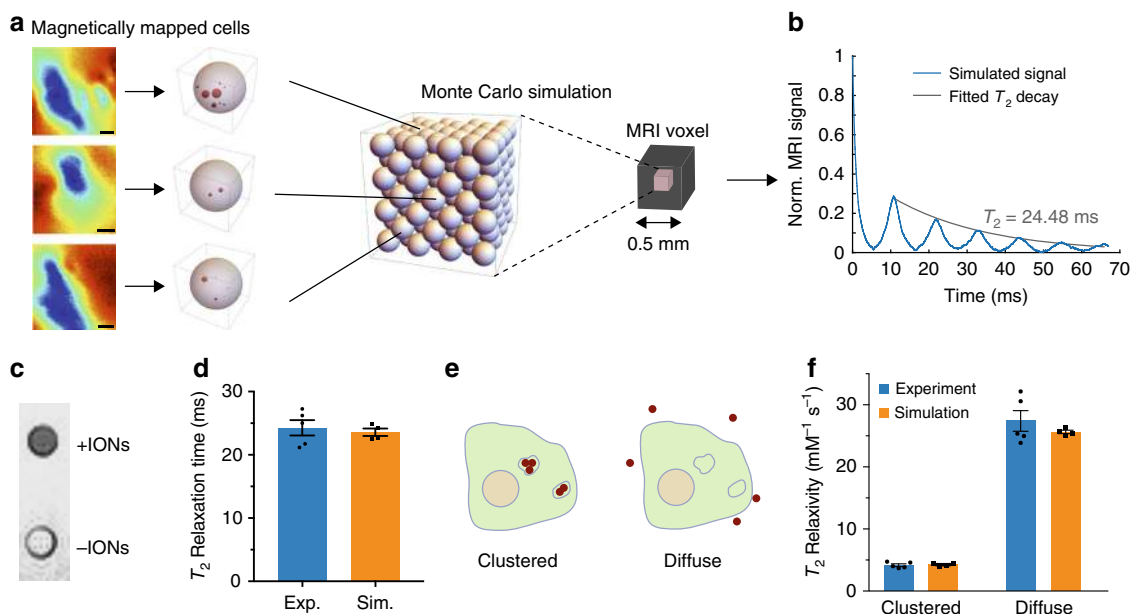 a
Magnetically mapped cells
Monte Carlo simulation
MRI voxel
0.5 mm
b
Norm. MRI signal
1
0.8
0.6
0.4
0.2
0
Simulated signal
Fitted T2 decay
T2 = 24.48 ms
0 10 20 30 40 50 60 70
Time (ms)
c
+IONs
–IONs
d
T2 Relaxation time (ms)
30
20
10
0
Exp. Sim.
e
Clustered Diffuse
f
T2 Relaxivity (mM–1 s–1)
30
20
10
0
Experiment
Simulation
Clustered Diffuse